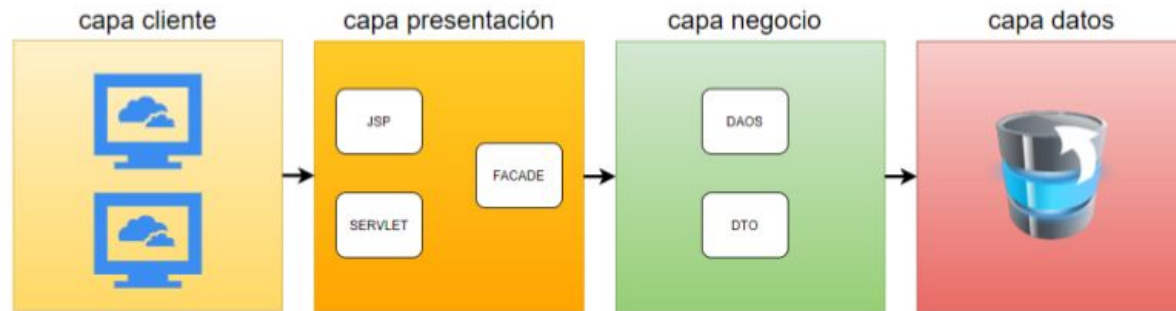 capa cliente
capa presentación
capa negocio
capa datos
JSP
SERVLET
FACADE
DAOS
DTO